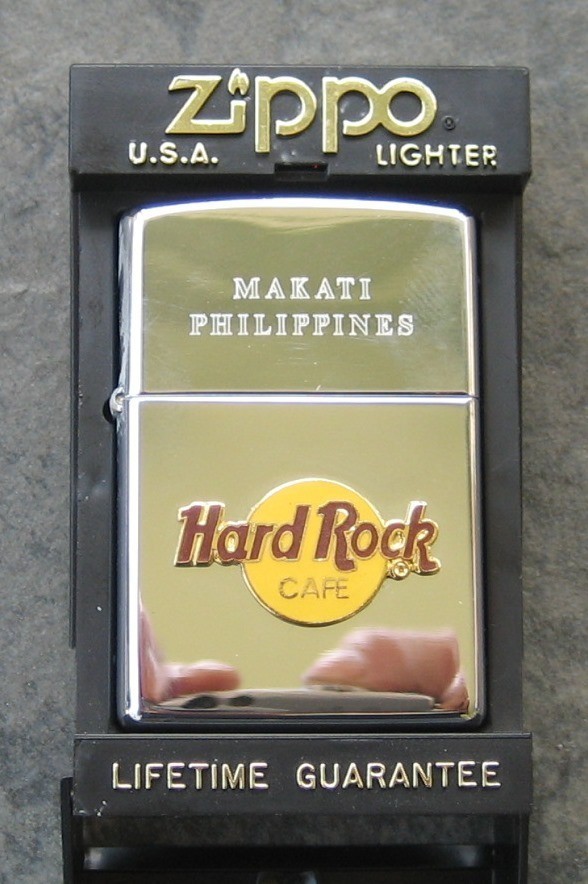 Zippo®
U.S.A. LIGHTER
MAKATI
PHILIPPINES
Hard Rock
CAFE
LIFETIME GUARANTEE